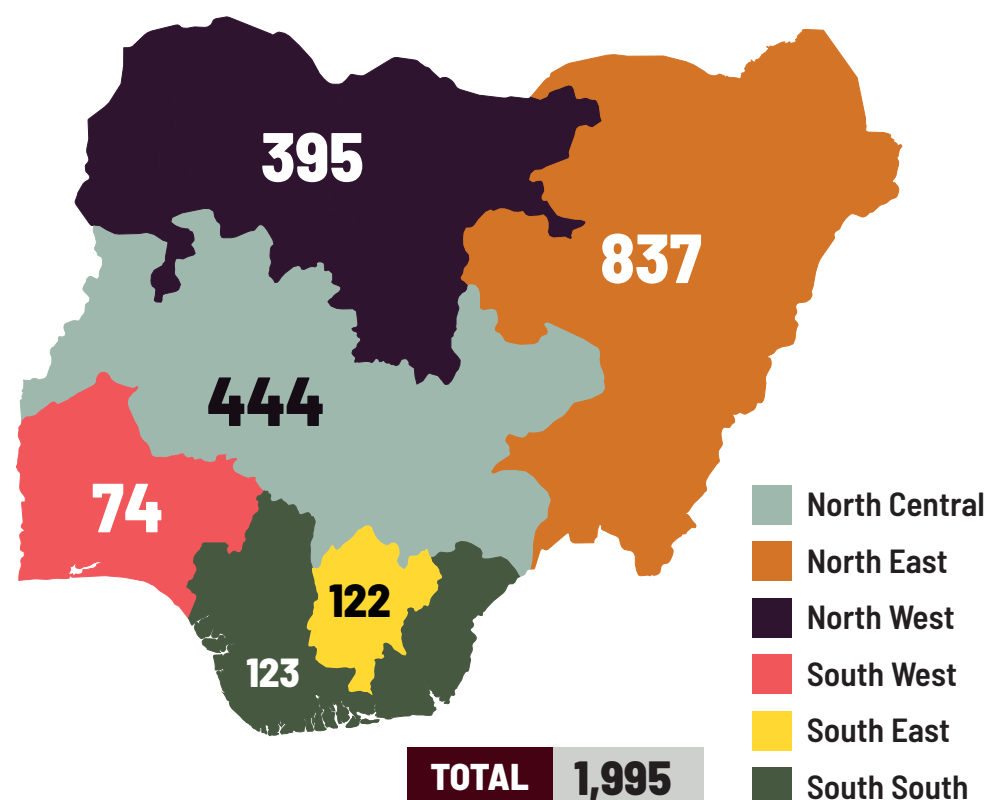 395
837
444
74
122
123
North Central
North East
North West
South West
South East
South South
TOTAL 1,995